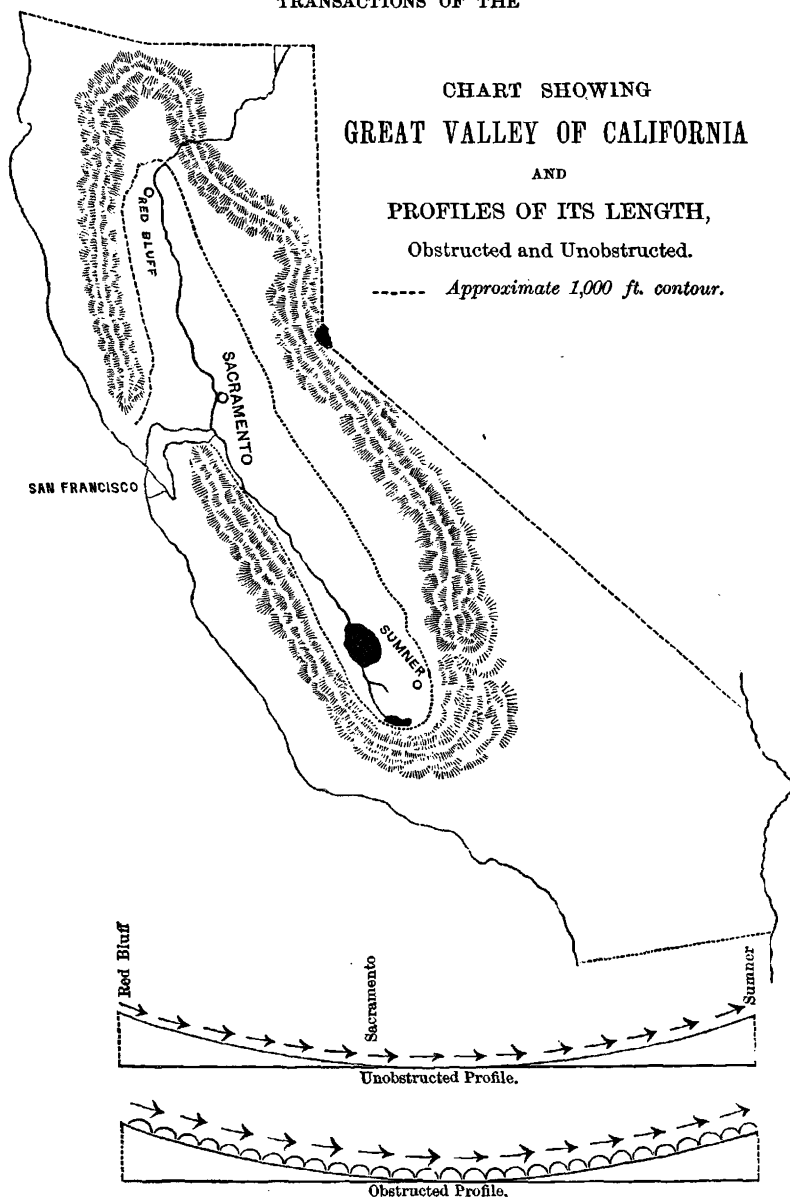 TRANSACTIONS OF THE
CHART SHOWING
GREAT VALLEY OF CALIFORNIA
AND
PROFILES OF ITS LENGTH,
Obstructed and Unobstructed.
------ Approximate 1,000 ft. contour.
RED BLUFF
SACRAMENTO
SAN FRANCISCO
SUMNER
Red Bluff
Sacramento
Sumner
Unobstructed Profile.
Obstructed Profile.